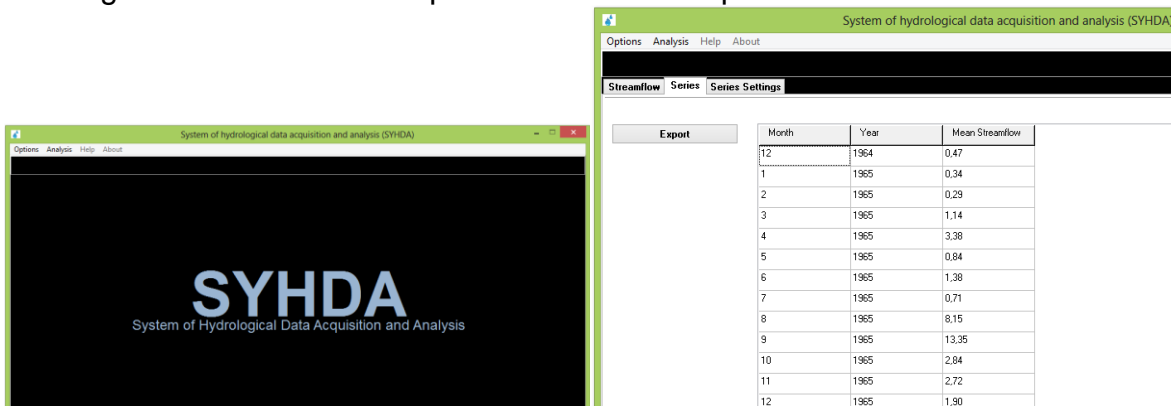 System of hydrological data acquisition and analysis (SYHDA)
Options Analysis Help About
SYHDA
System of Hydrological Data Acquisition and Analysis
System of hydrological data acquisition and analysis (SYHDA
Options Analysis Help About
Streamflow Series Series Settings
Export
Month Year Mean Streamflow
12 1964 0,47
1 1965 0,34
2 1965 0,29
3 1965 1,14
4 1965 3,38
5 1965 0,84
6 1965 1,38
7 1965 0,71
8 1965 8,15
9 1965 13,35
10 1965 2,84
11 1965 2,72
12 1965 1,90